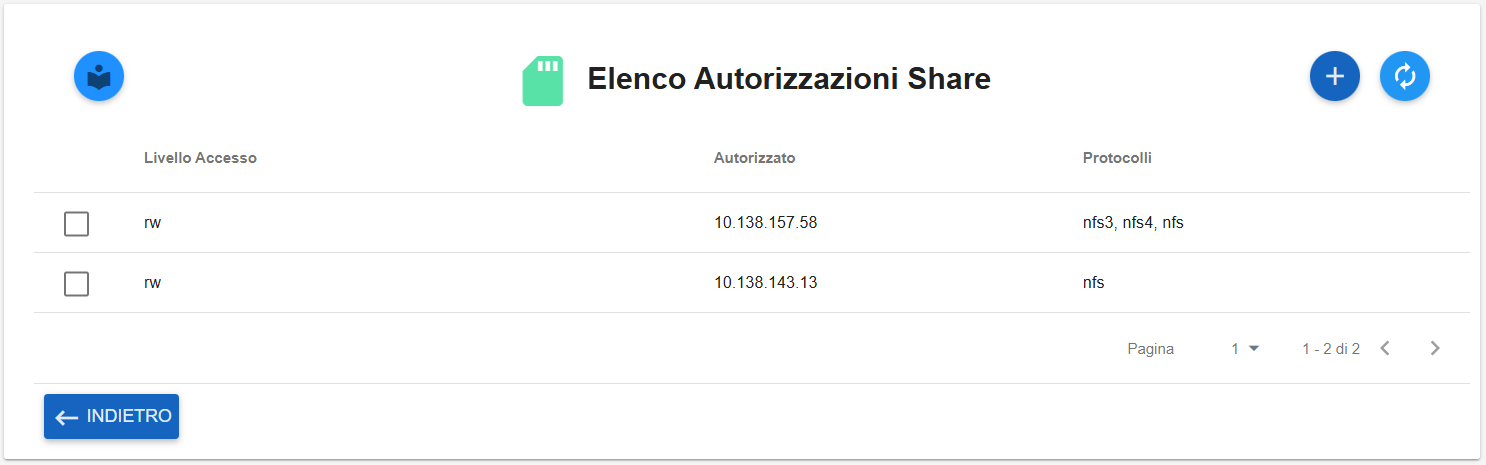 Elenco Autorizzazioni Share
Livello Accesso Autorizzato Protocolli
rw 10.138.157.58 nfs3, nfs4, nfs
rw 10.138.143.13 nfs
Pagina 1 1 - 2 di 2
INDIETRO